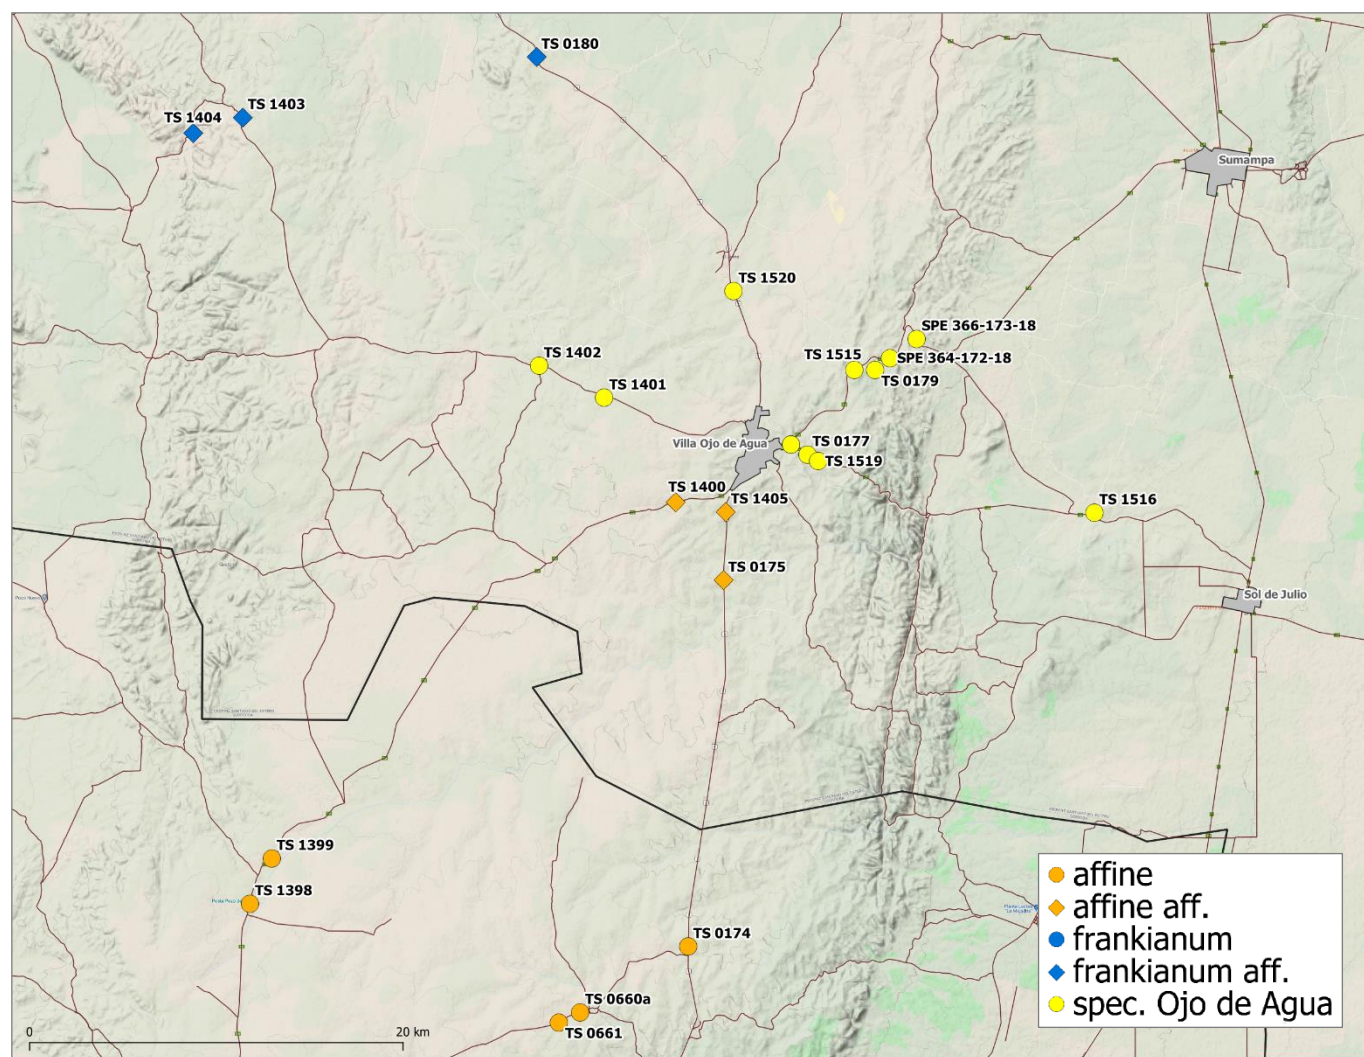 TS 0180
TS 1403
TS 1404
Sumampa
TS 1520
SPE 366-173-18
SPE 364-172-18
TS 1515
TS 0179
TS 1402
TS 1401
Villa Ojo de Agua
TS 0177
TS 1519
TS 1400
TS 1405
TS 1516
TS 0175
Sol de Julio
TS 1399
TS 1398
TS 0174
TS 0660a
TS 0661
0
20 km
affine
affine aff.
frankianum
frankianum aff.
spec. Ojo de Agua